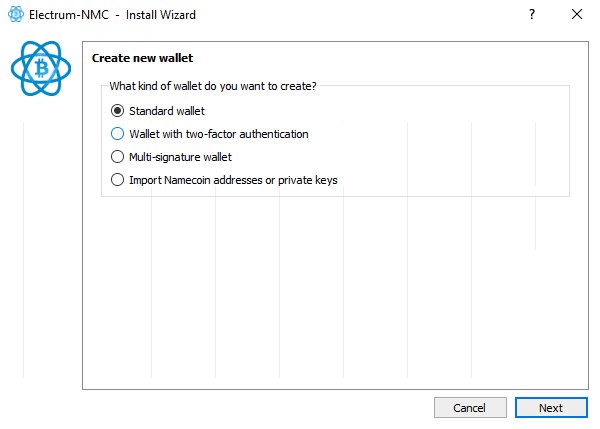 Electrum-NMC - Install Wizard
?
Create new wallet
What kind of wallet do you want to create?
Standard wallet
Wallet with two-factor authentication
Multi-signature wallet
Import Namecoin addresses or private keys
Cancel
Next